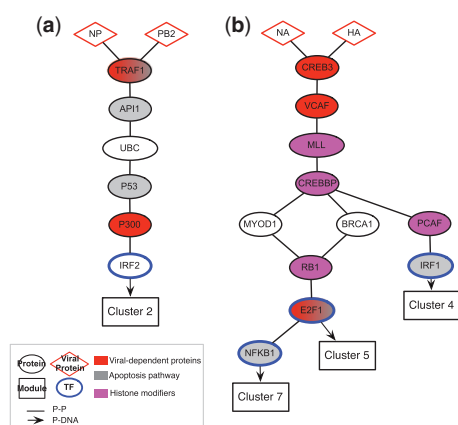 (a)
NP
PB2
TRAF1
API1
UBC
P53
P300
IRF2
Cluster 2
(b)
NA
HA
CREB3
VCAF
MLL
CREBBP
MYOD1
BRCA1
PCAF
RB1
IRF1
E2F1
Cluster 4
NFKB1
Cluster 5
Cluster 7
Protein
Viral Protein
Viral-dependent proteins
Module
TF
Apoptosis pathway
Histone modifiers
P-P
P-DNA